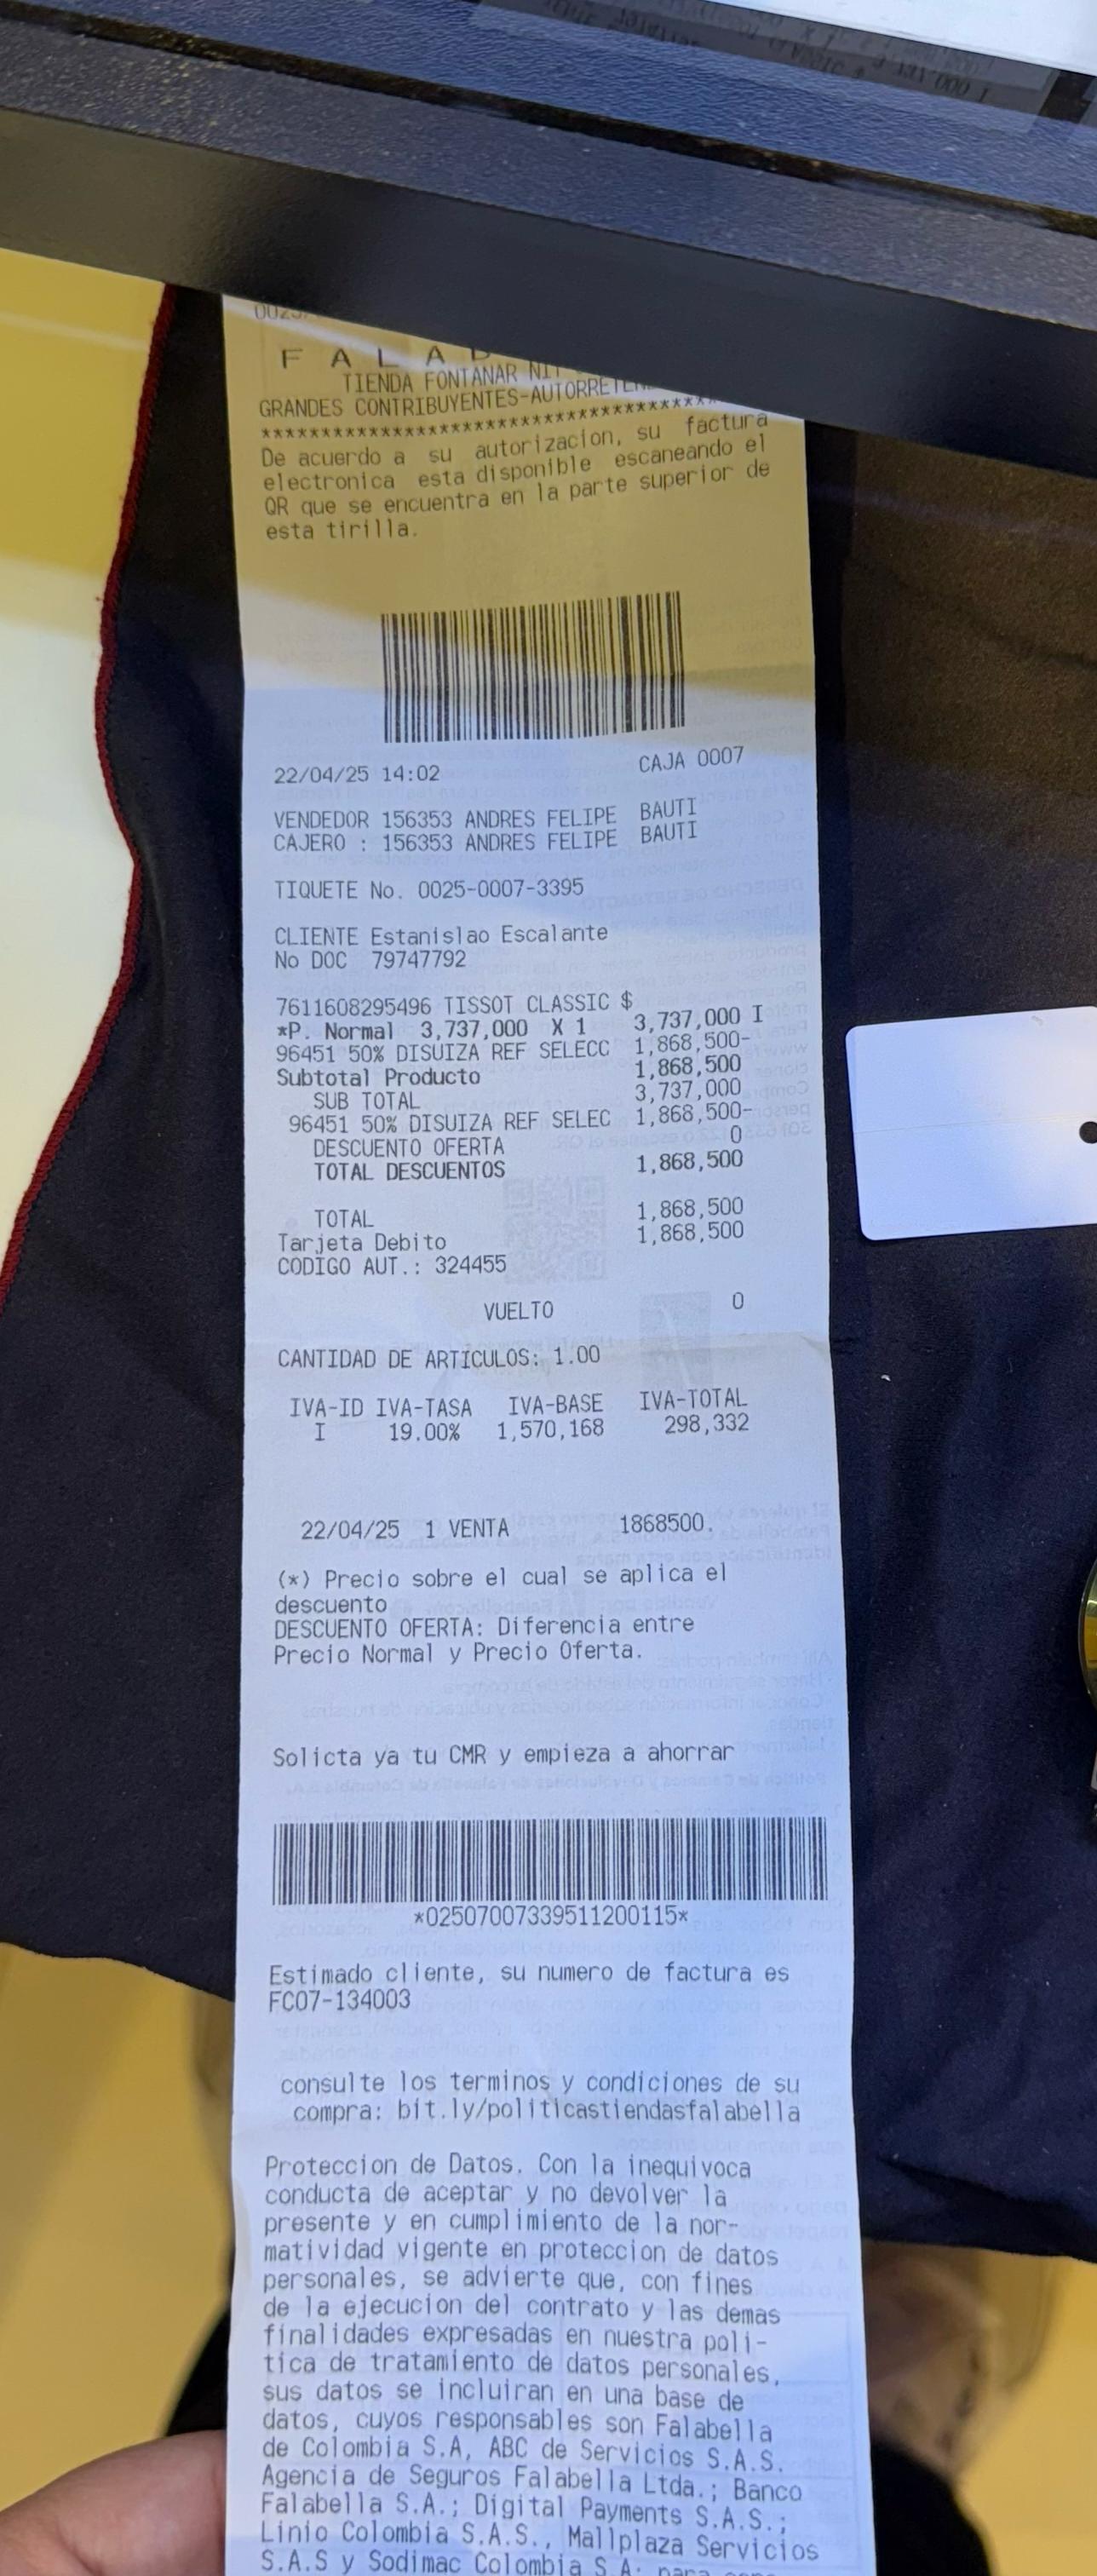 F A L A
TIENDA FONTANAR NIT
GRANDES CONTRIBUYENTES-AUTORRETEN
****************************************
De acuerdo a su autorizacion, su factura
electronica esta disponible escaneando el
QR que se encuentra en la parte superior de
esta tirilla.
22/04/25 14:02 CAJA 0007
VENDEDOR 156353 ANDRES FELIPE BAUTI
CAJERO : 156353 ANDRES FELIPE BAUTI
TIQUETE No. 0025-0007-3395
CLIENTE Estanislao Escalante
No DOC 79747792
7611608295496 TISSOT CLASSIC $
*P. Normal 3,737,000 X 1 3,737,000 I
96451 50% DISUIZA REF SELECC 1,868,500-
Subtotal Producto 1,868,500
SUB TOTAL 3,737,000
96451 50% DISUIZA REF SELEC 1,868,500-
DESCUENTO OFERTA 0
TOTAL DESCUENTOS 1,868,500
TOTAL 1,868,500
Tarjeta Debito 1,868,500
CODIGO AUT.: 324455
VUELTO 0
CANTIDAD DE ARTICULOS: 1.00
IVA-ID IVA-TASA IVA-BASE IVA-TOTAL
I 19.00% 1,570,168 298,332
22/04/25 1 VENTA 1868500.
(*) Precio sobre el cual se aplica el
descuento
DESCUENTO OFERTA: Diferencia entre
Precio Normal y Precio Oferta.
Solicta ya tu CMR y empieza a ahorrar
*02507007339511200115*
Estimado cliente, su numero de factura es
FC07-134003
consulte los terminos y condiciones de su
compra: bit.ly/politicastiendasfalabella
Proteccion de Datos. Con la inequivoca
conducta de aceptar y no devolver la
presente y en cumplimiento de la nor-
matividad vigente en proteccion de datos
personales, se advierte que, con fines
de la ejecucion del contrato y las demas
finalidades expresadas en nuestra poli-
tica de tratamiento de datos personales,
sus datos se incluiran en una base de
datos, cuyos responsables son Falabella
de Colombia S.A, ABC de Servicios S.A.S.
Agencia de Seguros Falabella Ltda.; Banco
Falabella S.A.; Digital Payments S.A.S.;
Linio Colombia S.A.S., Mallplaza Servicios
S.A.S y Sodimac Colombia S.A;